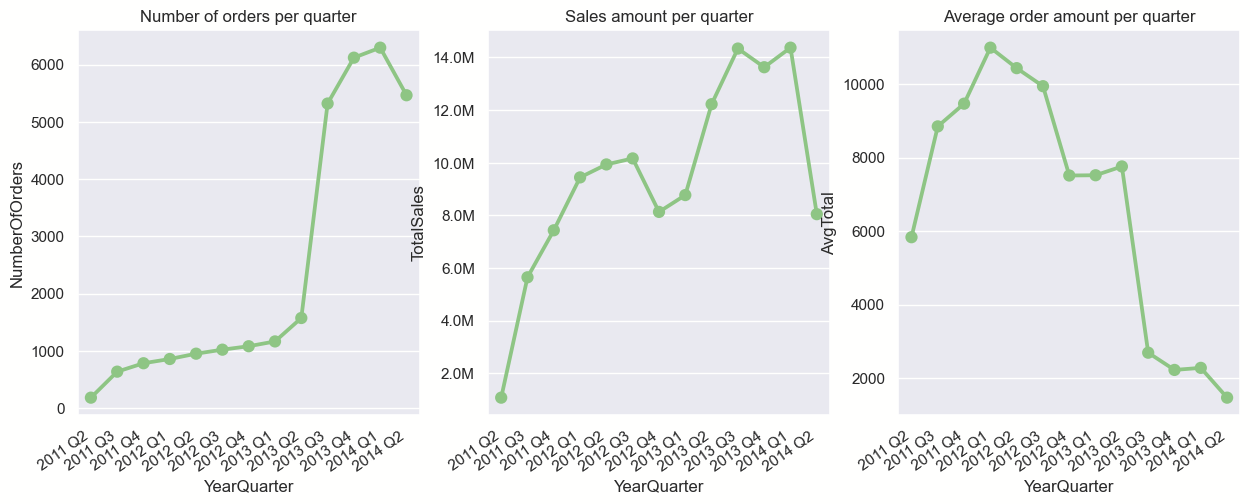 Number of orders per quarter
NumberOfOrders
6000
5000
4000
3000
2000
1000
0
2011 Q2
2011 Q3
2011 Q4
2012 Q1
2012 Q2
2012 Q3
2012 Q4
2013 Q1
2013 Q2
2013 Q3
2013 Q4
2014 Q1
2014 Q2
YearQuarter
Sales amount per quarter
TotalSales
14.0M
12.0M
10.0M
8.0M
6.0M
4.0M
2.0M
2011 Q2
2011 Q3
2011 Q4
2012 Q1
2012 Q2
2012 Q3
2012 Q4
2013 Q1
2013 Q2
2013 Q3
2013 Q4
2014 Q1
2014 Q2
YearQuarter
Average order amount per quarter
AvgTotal
10000
8000
6000
4000
2000
2011 Q2
2011 Q3
2011 Q4
2012 Q1
2012 Q2
2012 Q3
2012 Q4
2013 Q1
2013 Q2
2013 Q3
2013 Q4
2014 Q1
2014 Q2
YearQuarter